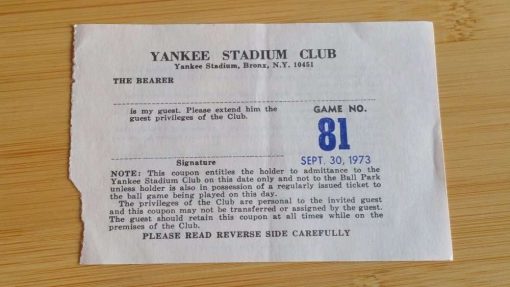 YANKEE STADIUM CLUB
Yankee Stadium, Bronx, N.Y. 10451
THE BEARER
is my guest. Please extend him the
guest privileges of the Club.
GAME NO.
81
SEPT. 30, 1973
Signature
NOTE: This coupon entitles the holder to admittance to the
Yankee Stadium Club on this date only and not to the Ball Park
unless holder is also in possession of a regularly issued ticket to
the ball game being played on this day.
The privileges of the Club are personal to the invited guest
and this coupon may not be transferred or assigned by the guest.
The guest should retain this coupon at all times while on the
premises of the Club.
PLEASE READ REVERSE SIDE CAREFULLY